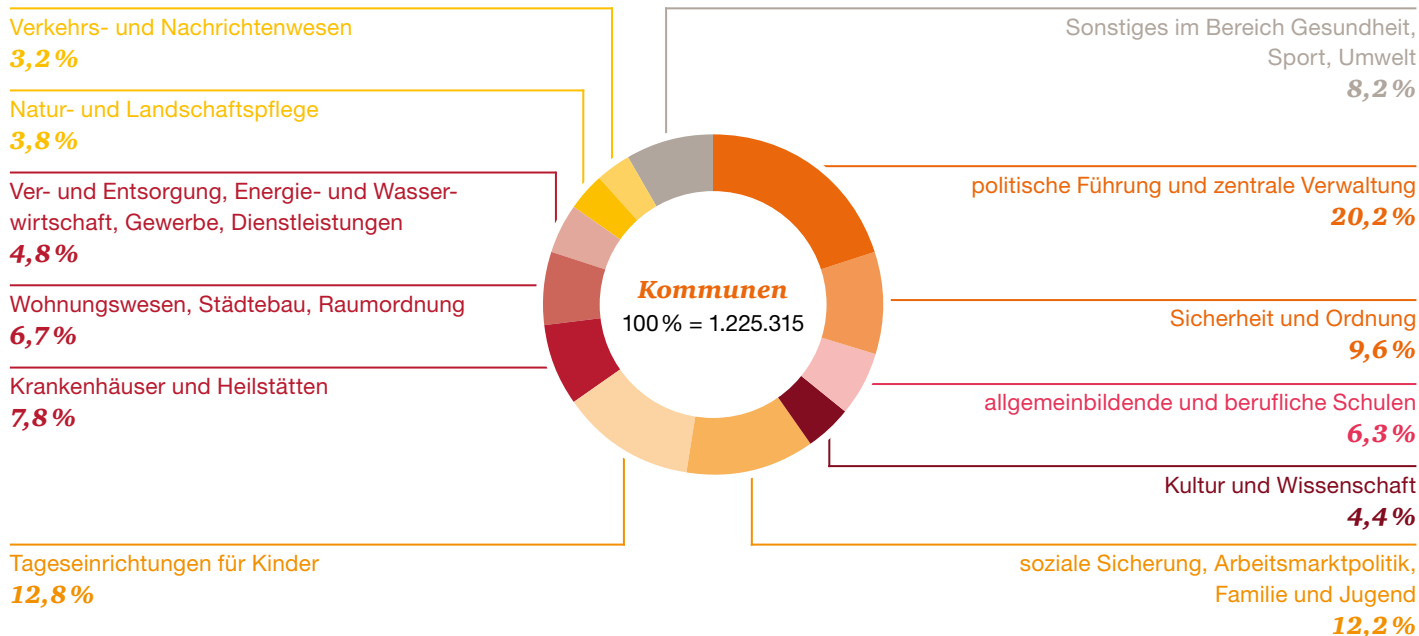 Verkehrs- und Nachrichtenwesen
3,2 %
Natur- und Landschaftspflege
3,8 %
Ver- und Entsorgung, Energie- und Wasser-
wirtschaft, Gewerbe, Dienstleistungen
4,8 %
Wohnungswesen, Städtebau, Raumordnung
6,7 %
Krankenhäuser und Heilstätten
7,8 %
Tageseinrichtungen für Kinder
12,8 %
Kommunen
100 % = 1.225.315
Sonstiges im Bereich Gesundheit,
Sport, Umwelt
8,2 %
politische Führung und zentrale Verwaltung
20,2 %
Sicherheit und Ordnung
9,6 %
allgemeinbildende und berufliche Schulen
6,3 %
Kultur und Wissenschaft
4,4 %
soziale Sicherung, Arbeitsmarktpolitik,
Familie und Jugend
12,2 %